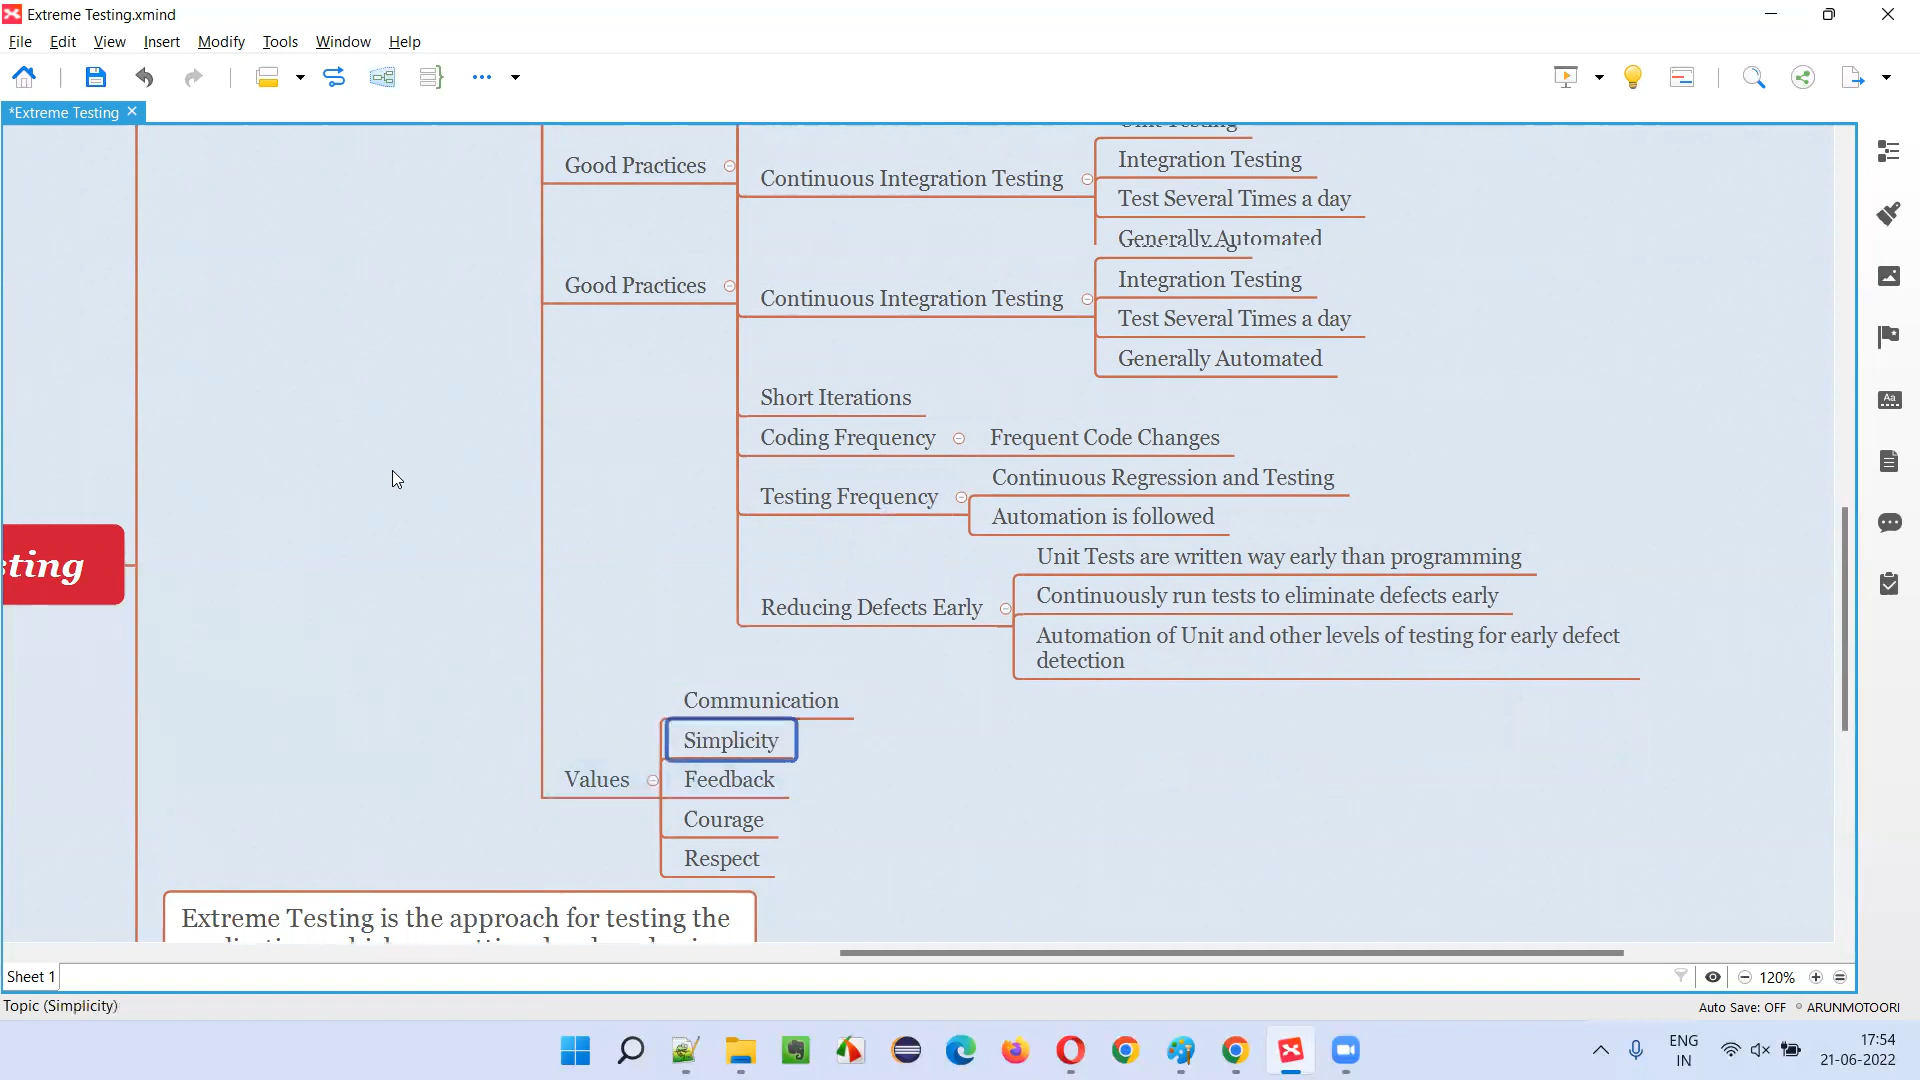 Extreme Testing.xmind
File Edit View Insert Modify Tools Window Help
*Extreme Testing
Unit Testing
Good Practices
Continuous Integration Testing
Integration Testing
Test Several Times a day
Generally Automated
Good Practices
Continuous Integration Testing
Integration Testing
Test Several Times a day
Generally Automated
Short Iterations
Coding Frequency
Frequent Code Changes
Testing Frequency
Continuous Regression and Testing
Automation is followed
Reducing Defects Early
Unit Tests are written way early than programming
Continuously run tests to eliminate defects early
Automation of Unit and other levels of testing for early defect
detection
sting
Values
Communication
Simplicity
Feedback
Courage
Respect
Extreme Testing is the approach for testing the
Sheet 1
120%
Topic (Simplicity)
Auto Save: OFF
ARUNMOTOORI
ENG
IN
17:54
21-06-2022